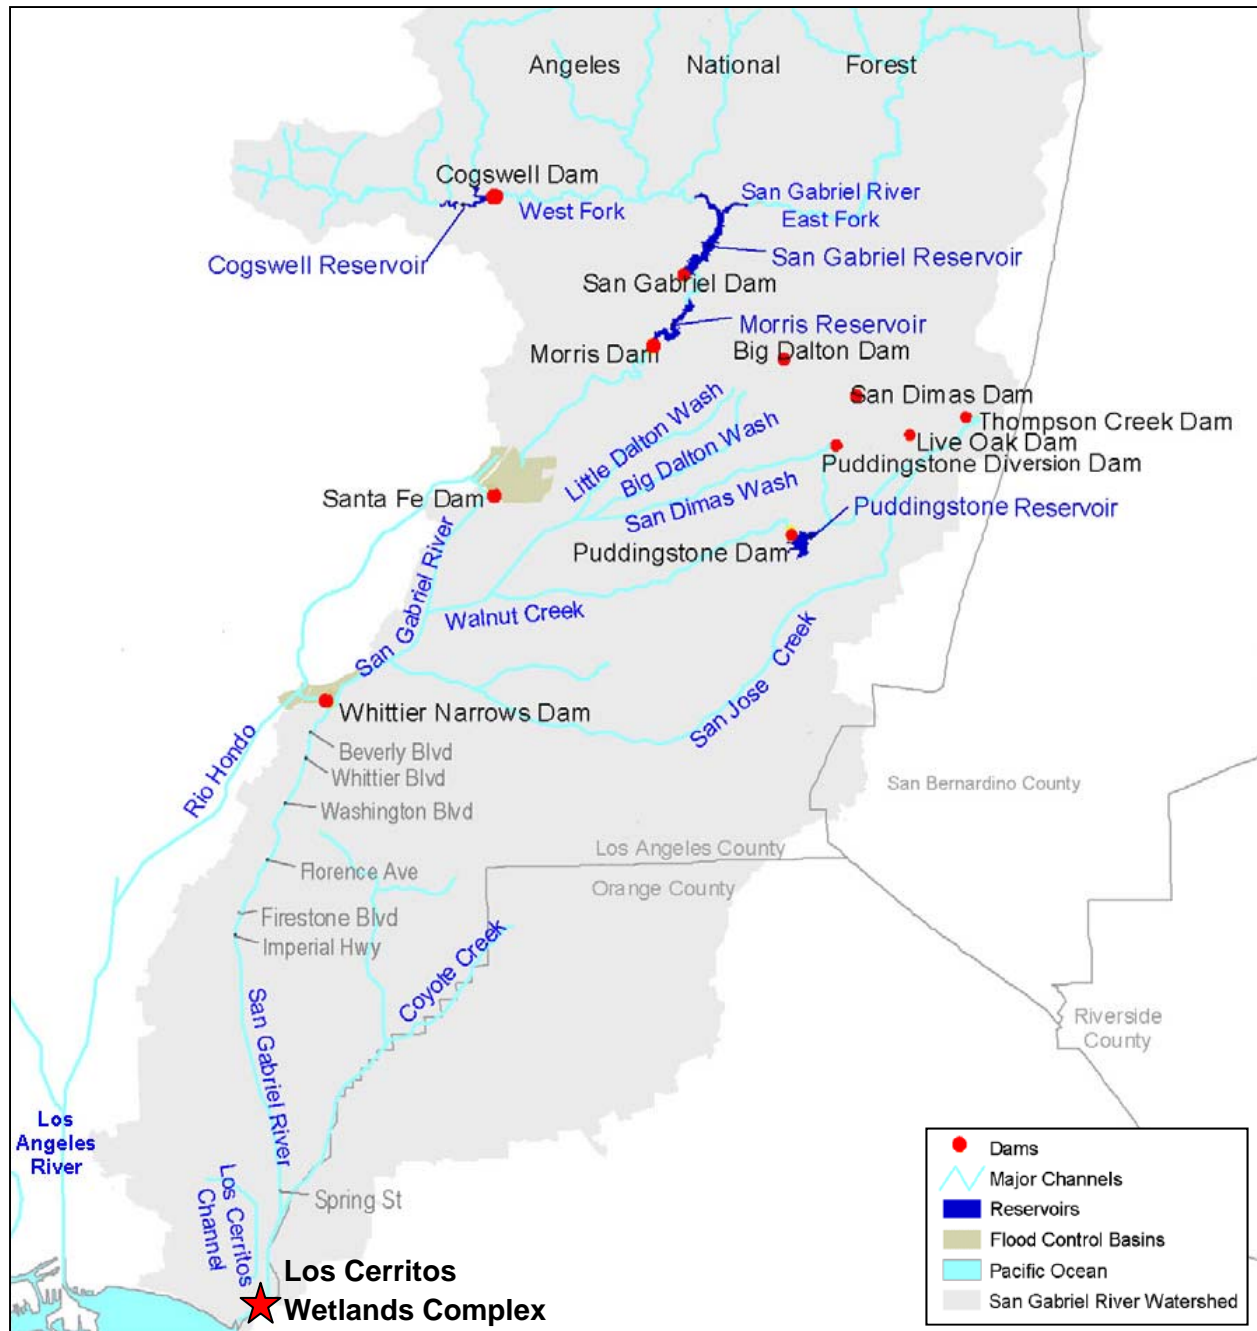 Angeles National Forest
Cogswell Dam
West Fork
San Gabriel River
East Fork
Cogswell Reservoir
San Gabriel Reservoir
San Gabriel Dam
Morris Reservoir
Morris Dam
Big Dalton Dam
San Dimas Dam
Thompson Creek Dam
Live Oak Dam
Puddingstone Diversion Dam
Little Dalton Wash
Big Dalton Wash
San Dimas Wash
Santa Fe Dam
Puddingstone Reservoir
Puddingstone Dam
San Gabriel River
Walnut Creek
San Jose Creek
Whittier Narrows Dam
Rio Hondo
Beverly Blvd
Whittier Blvd
Washington Blvd
San Bernardino County
Los Angeles County
Florence Ave
Orange County
Firestone Blvd
Imperial Hwy
Coyote Creek
San Gabriel River
Riverside
County
Los
Angeles
River
Los Cerritos
Channel
Spring St
Los Cerritos
Wetlands Complex
Dams
Major Channels
Reservoirs
Flood Control Basins
Pacific Ocean
San Gabriel River Watershed